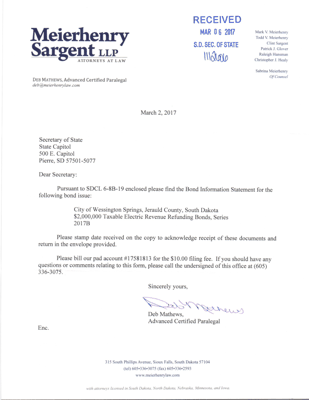 Meierhenry
Sargent LLP
ATTORNEYS AT LAW
RECEIVED
MAR 06 2017
S.D. SEC. OF STATE
Mark V. Meierhenry
Todd V. Meierhenry
Clint Sargent
Patrick J. Glover
Raleigh Hansman
Christopher J. Healy
Sabrina Meierhenry
Of Counsel
DEB MATHEWS, Advanced Certified Paralegal
deb@meierhenrylaw.com
March 2, 2017
Secretary of State
State Capitol
500 E. Capitol
Pierre, SD 57501-5077
Dear Secretary:
Pursuant to SDCL 6-8B-19 enclosed please find the Bond Information Statement for the
following bond issue:
City of Wessington Springs, Jerauld County, South Dakota
$2,000,000 Taxable Electric Revenue Refunding Bonds, Series
2017B
Please stamp date received on the copy to acknowledge receipt of these documents and
return in the envelope provided.
Please bill our pad account #17581813 for the $10.00 filing fee. If you should have any
questions or comments relating to this form, please call the undersigned of this office at (605)
336-3075.
Sincerely yours,
Deb Mathews
Deb Mathews,
Advanced Certified Paralegal
Enc.
315 South Phillips Avenue, Sioux Falls, South Dakota 57104
(tel) 605•336•3075 (fax) 605•336•2593
www.meierhenrylaw.com
with attorneys licensed in South Dakota, North Dakota, Nebraska, Minnesota, and Iowa